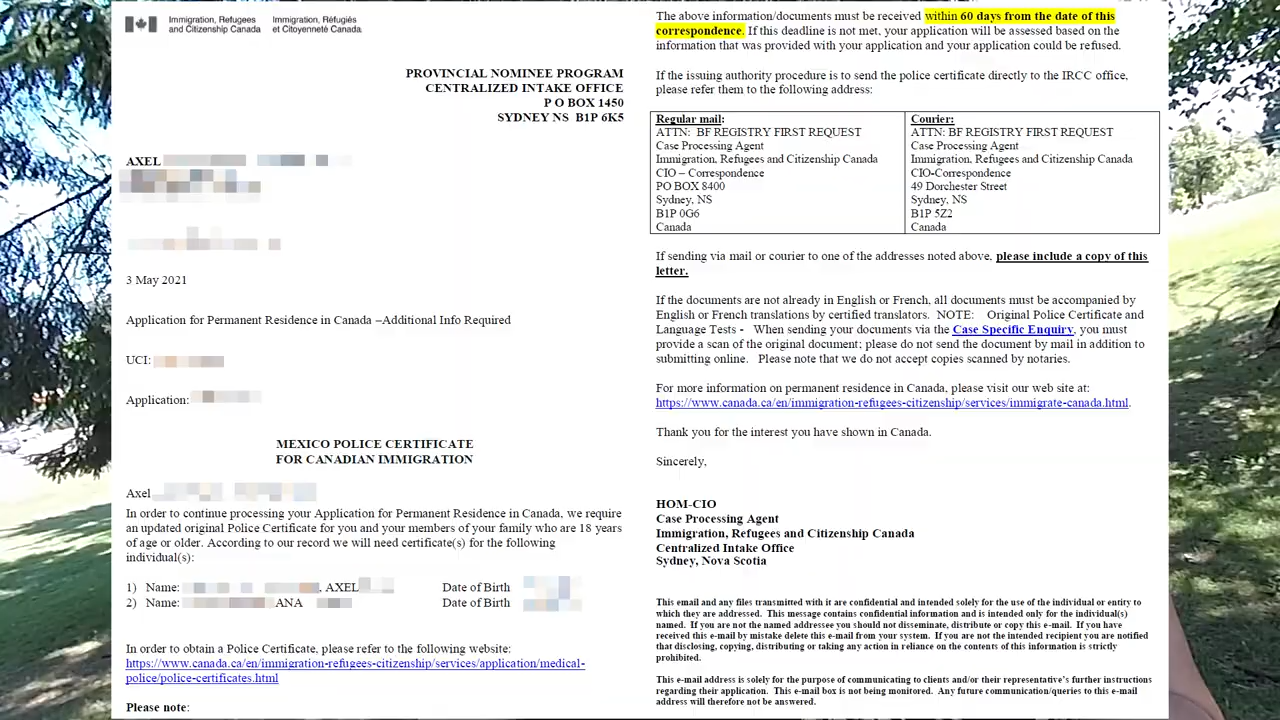 Immigration, Refugees
and Citizenship Canada
Immigration, Réfugiés
et Citoyenneté Canada
PROVINCIAL NOMINEE PROGRAM
CENTRALIZED INTAKE OFFICE
P O BOX 1450
SYDNEY NS B1P 6K5
AXEL
3 May 2021
Application for Permanent Residence in Canada –Additional Info Required
UCI:
Application:
MEXICO POLICE CERTIFICATE
FOR CANADIAN IMMIGRATION
Axel
In order to continue processing your Application for Permanent Residence in Canada, we require
an updated original Police Certificate for you and your members of your family who are 18 years
of age or older. According to our record we will need certificate(s) for the following
individual(s):
1) Name: , AXEL Date of Birth
2) Name: ANA Date of Birth
In order to obtain a Police Certificate, please refer to the following website:
https://www.canada.ca/en/immigration-refugees-citizenship/services/application/medical-
police/police-certificates.html
Please note:
The above information/documents must be received within 60 days from the date of this
correspondence. If this deadline is not met, your application will be assessed based on the
information that was provided with your application and your application could be refused.
If the issuing authority procedure is to send the police certificate directly to the IRCC office,
please refer them to the following address:
Regular mail:
ATTN: BF REGISTRY FIRST REQUEST
Case Processing Agent
Immigration, Refugees and Citizenship Canada
CIO – Correspondence
PO BOX 8400
Sydney, NS
B1P 0G6
Canada
Courier:
ATTN: BF REGISTRY FIRST REQUEST
Case Processing Agent
Immigration, Refugees and Citizenship Canada
CIO-Correspondence
49 Dorchester Street
Sydney, NS
B1P 5Z2
Canada
If sending via mail or courier to one of the addresses noted above, please include a copy of this
letter.
If the documents are not already in English or French, all documents must be accompanied by
English or French translations by certified translators. NOTE: Original Police Certificate and
Language Tests - When sending your documents via the Case Specific Enquiry, you must
provide a scan of the original document; please do not send the document by mail in addition to
submitting online. Please note that we do not accept copies scanned by notaries.
For more information on permanent residence in Canada, please visit our web site at:
https://www.canada.ca/en/immigration-refugees-citizenship/services/immigrate-canada.html.
Thank you for the interest you have shown in Canada.
Sincerely,
HOM-CIO
Case Processing Agent
Immigration, Refugees and Citizenship Canada
Centralized Intake Office
Sydney, Nova Scotia
This email and any files transmitted with it are confidential and intended solely for the use of the individual or entity to
which they are addressed. This message contains confidential information and is intended only for the individual(s)
named. If you are not the named addressee you should not disseminate, distribute or copy this e-mail. If you have
received this e-mail by mistake delete this e-mail from your system. If you are not the intended recipient you are notified
that disclosing, copying, distributing or taking any action in reliance on the contents of this information is strictly
prohibited.
This e-mail address is solely for the purpose of communicating to clients and/or their representative's further instructions
regarding their application. This e-mail box is not being monitored. Any future communication/queries to this e-mail
address will therefore not be answered.